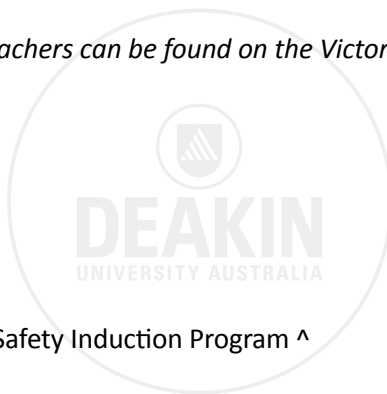 achers can be found on the Victor
DEAKIN
UNIVERSITY AUSTRALIA
Safety Induction Program ^